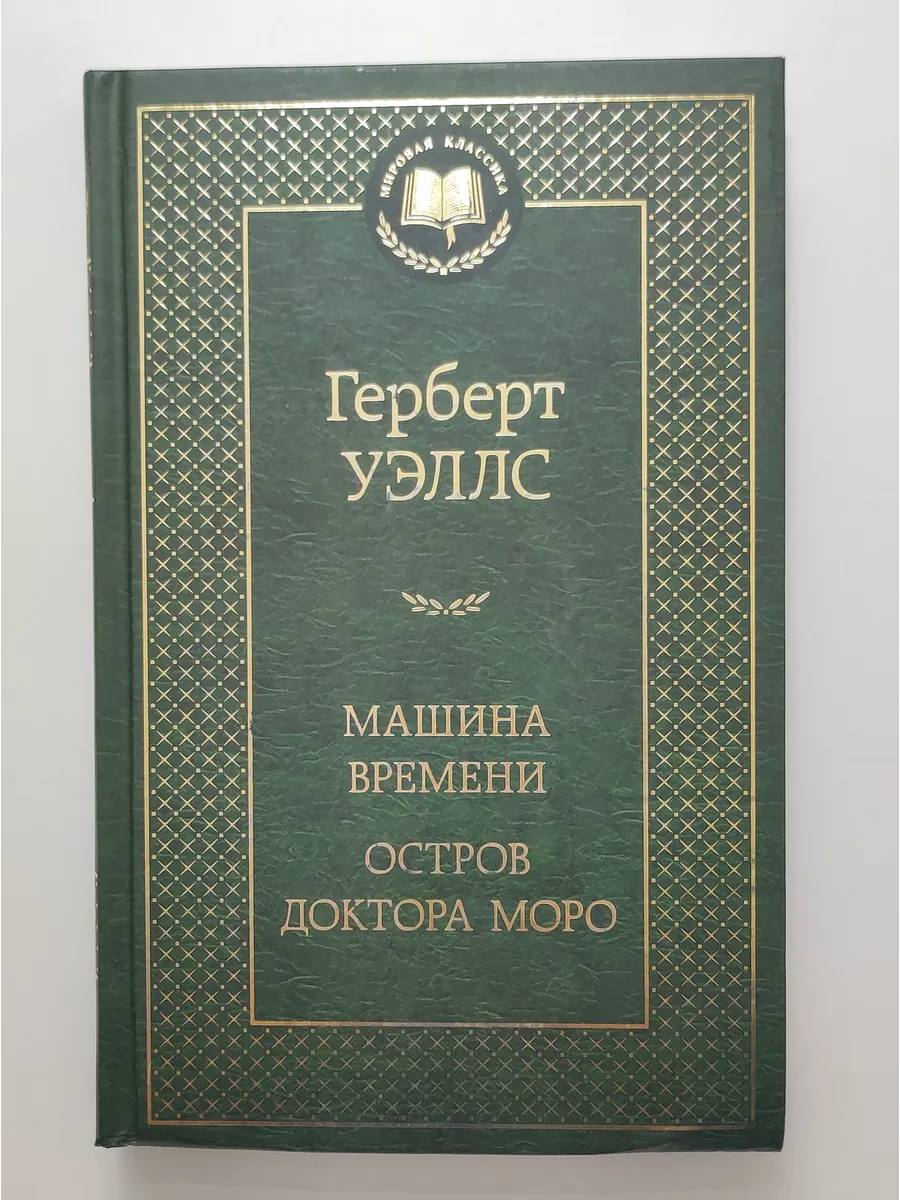 МИРОВАЯ КЛАССИКА
Герберт
УЭЛЛС
МАШИНА
ВРЕМЕНИ
ОСТРОВ
ДОКТОРА МОРО